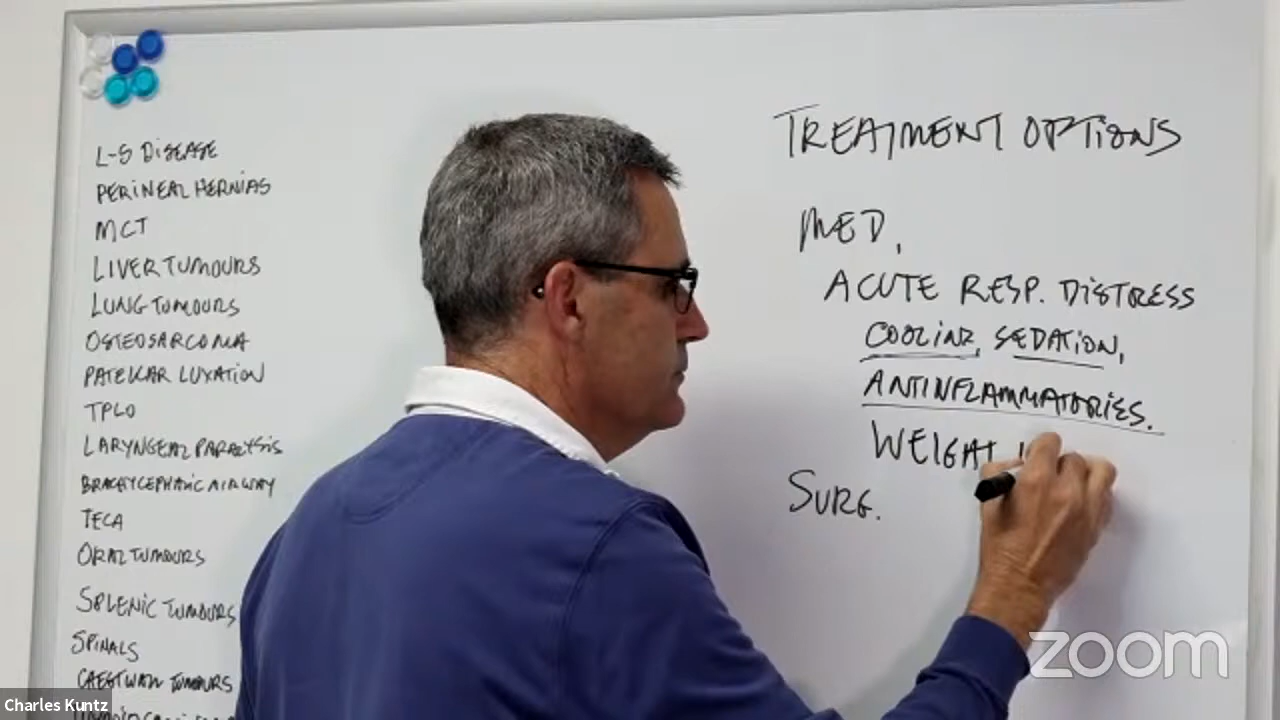 L-S DISEASE
PERINEAL HERNIAS
MCT
LIVER TUMOURS
LUNG TUMOURS
OSTEOSARCOMA
PATELLAR LUXATION
TPLO
LARYNGEAL PARALYSIS
BRACHYCEPHALIC AIRWAY
TECA
ORAL TUMOURS
SPLENIC TUMOURS
SPINALS
CHESTWALL TUMOURS
TREATMENT OPTIONS
MED.
ACUTE RESP. DISTRESS
COOLING, SEDATION,
ANTINFLAMMATORIES.
WEIGHT
SURG.
zoom
Charles Kuntz